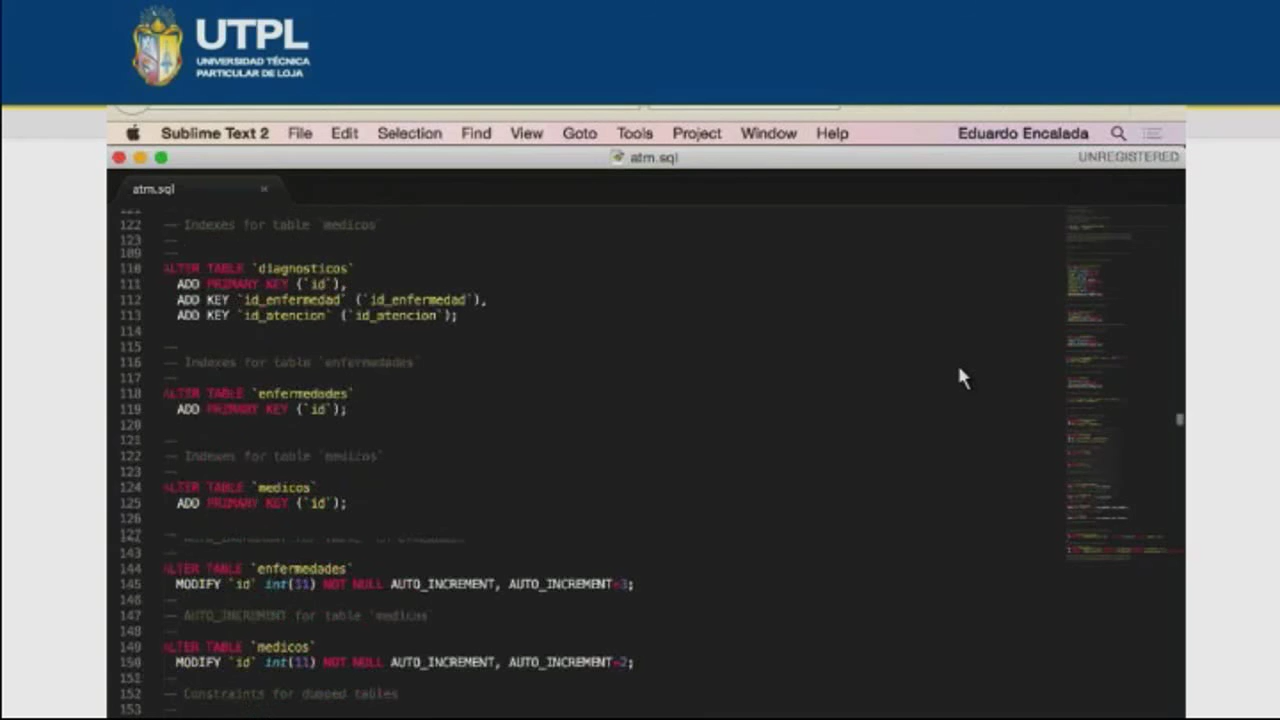 UTPL
UNIVERSIDAD TÉCNICA
PARTICULAR DE LOJA
Sublime Text 2 File Edit Selection Find View Goto Tools Project Window Help Eduardo Encalada
atm.sql
UNREGISTERED
atm.sql ×
122 -- Indexes for table `medicos`
123 --
109 --
110 ALTER TABLE `diagnosticos`
111 ADD PRIMARY KEY (`id`),
112 ADD KEY `id_enfermedad` (`id_enfermedad`),
113 ADD KEY `id_atencion` (`id_atencion`);
114
115 --
116 -- Indexes for table `enfermedades`
117 --
118 ALTER TABLE `enfermedades`
119 ADD PRIMARY KEY (`id`);
120
121 --
122 -- Indexes for table `medicos`
123 --
124 ALTER TABLE `medicos`
125 ADD PRIMARY KEY (`id`);
126
143 --
144 ALTER TABLE `enfermedades`
145 MODIFY `id` int(11) NOT NULL AUTO_INCREMENT, AUTO_INCREMENT=3;
146 --
147 -- AUTO_INCREMENT for table `medicos`
148 --
149 ALTER TABLE `medicos`
150 MODIFY `id` int(11) NOT NULL AUTO_INCREMENT, AUTO_INCREMENT=2;
151 --
152 -- Constraints for dumped tables
153 --